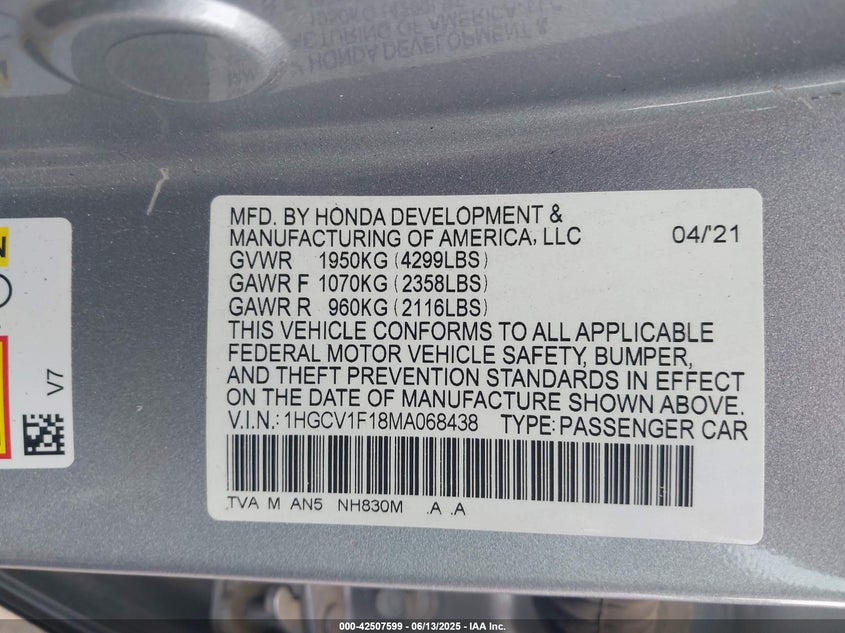 MFD. BY HONDA DEVELOPMENT &
MANUFACTURING OF AMERICA, LLC 04/'21
GVWR 1950KG (4299LBS)
GAWR F 1070KG (2358LBS)
GAWR R 960KG (2116LBS)
THIS VEHICLE CONFORMS TO ALL APPLICABLE
FEDERAL MOTOR VEHICLE SAFETY, BUMPER,
AND THEFT PREVENTION STANDARDS IN EFFECT
ON THE DATE OF MANUFACTURE SHOWN ABOVE.
V.I.N.: 1HGCV1F18MA068438 TYPE: PASSENGER CAR
TVA M AN5 NH830M .A .A
V7
000-42507599 - 06/13/2025 - IAA Inc.